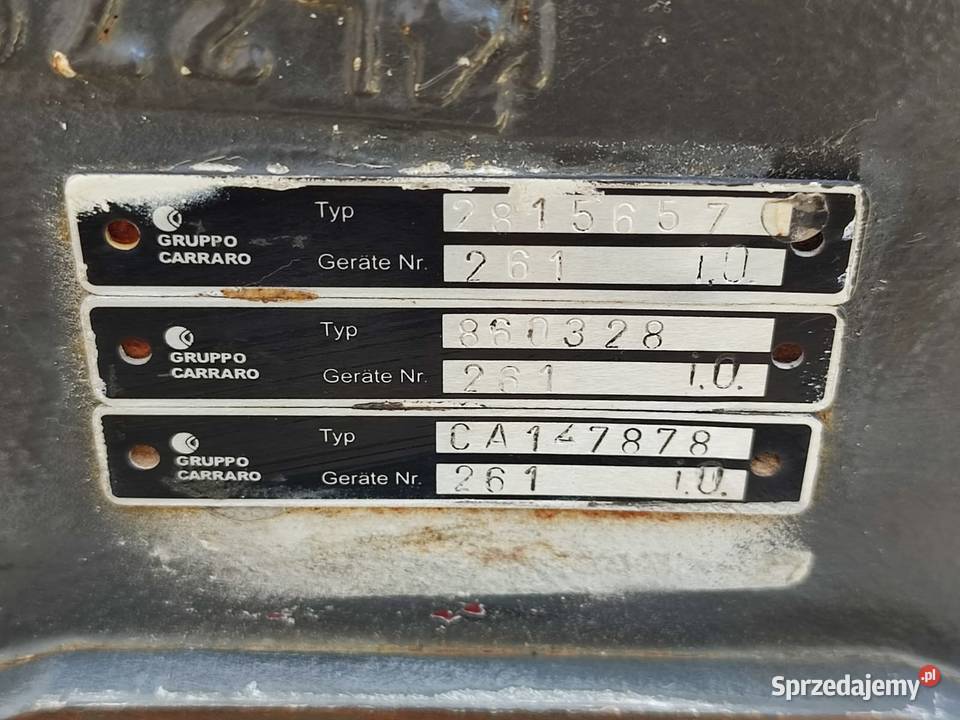 GRUPPO CARRARO Typ 2815657
Geräte Nr. 261 i.O.
GRUPPO CARRARO Typ 860328
Geräte Nr. 261 i.O.
GRUPPO CARRARO Typ CA147878
Geräte Nr. 261 i.O.
Sprzedajemy.pl